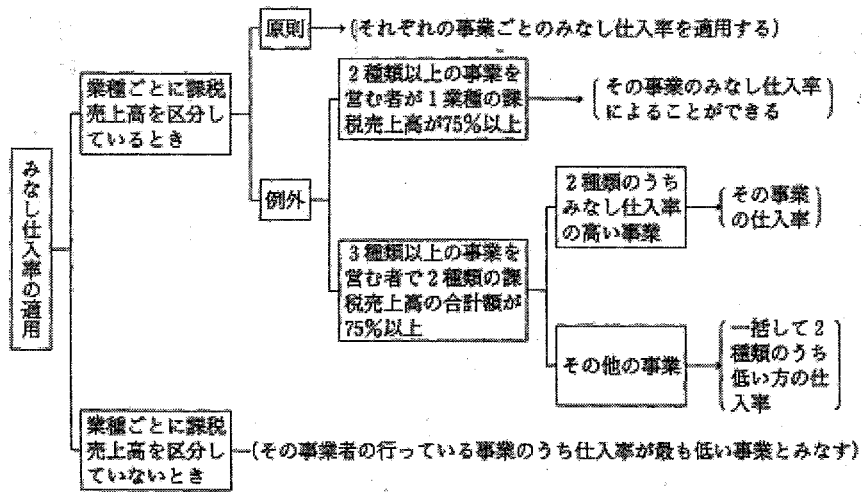 みなし仕入率の適用
業種ごとに課税
売上高を区分し
ているとき
原則
(それぞれの事業ごとのみなし仕入率を適用する)
例外
2種類以上の事業を
営む者が1業種の課
税売上高が75%以上
その事業のみなし仕入率
によることができる
3種類以上の事業を
営む者で2種類の課
税売上高の合計額が
75%以上
2種類のうち
みなし仕入率
の高い事業
その事業
の仕入率
その他の事業
一括して2
種類のうち
低い方の仕
入率
業種ごとに課税
売上高を区分し
ていないとき
(その事業者の行っている事業のうち仕入率が最も低い事業とみなす)